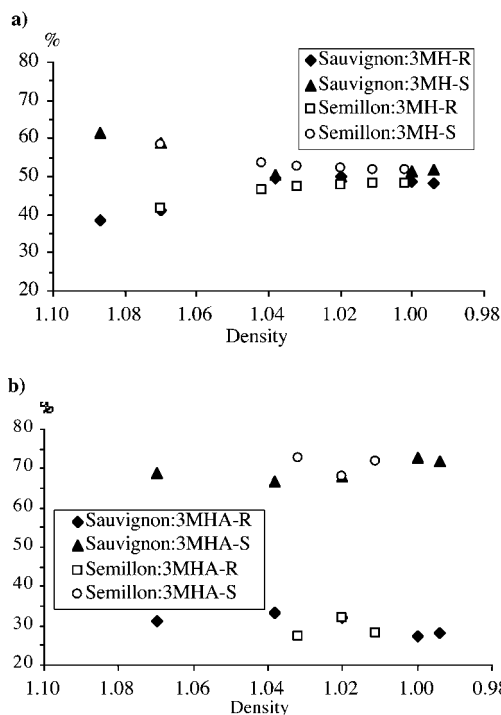 a)
%
80
70
60
50
40
30
20
Sauvignon:3MH-R
Sauvignon:3MH-S
Semillon:3MH-R
Semillon:3MH-S
1.10 1.08 1.06 1.04 1.02 1.00 0.98
Density
b)
80
70
60
50
40
30
20
Sauvignon:3MHA-R
Sauvignon:3MHA-S
Semillon:3MHA-R
Semillon:3MHA-S
1.10 1.08 1.06 1.04 1.02 1.00 0.98
Density